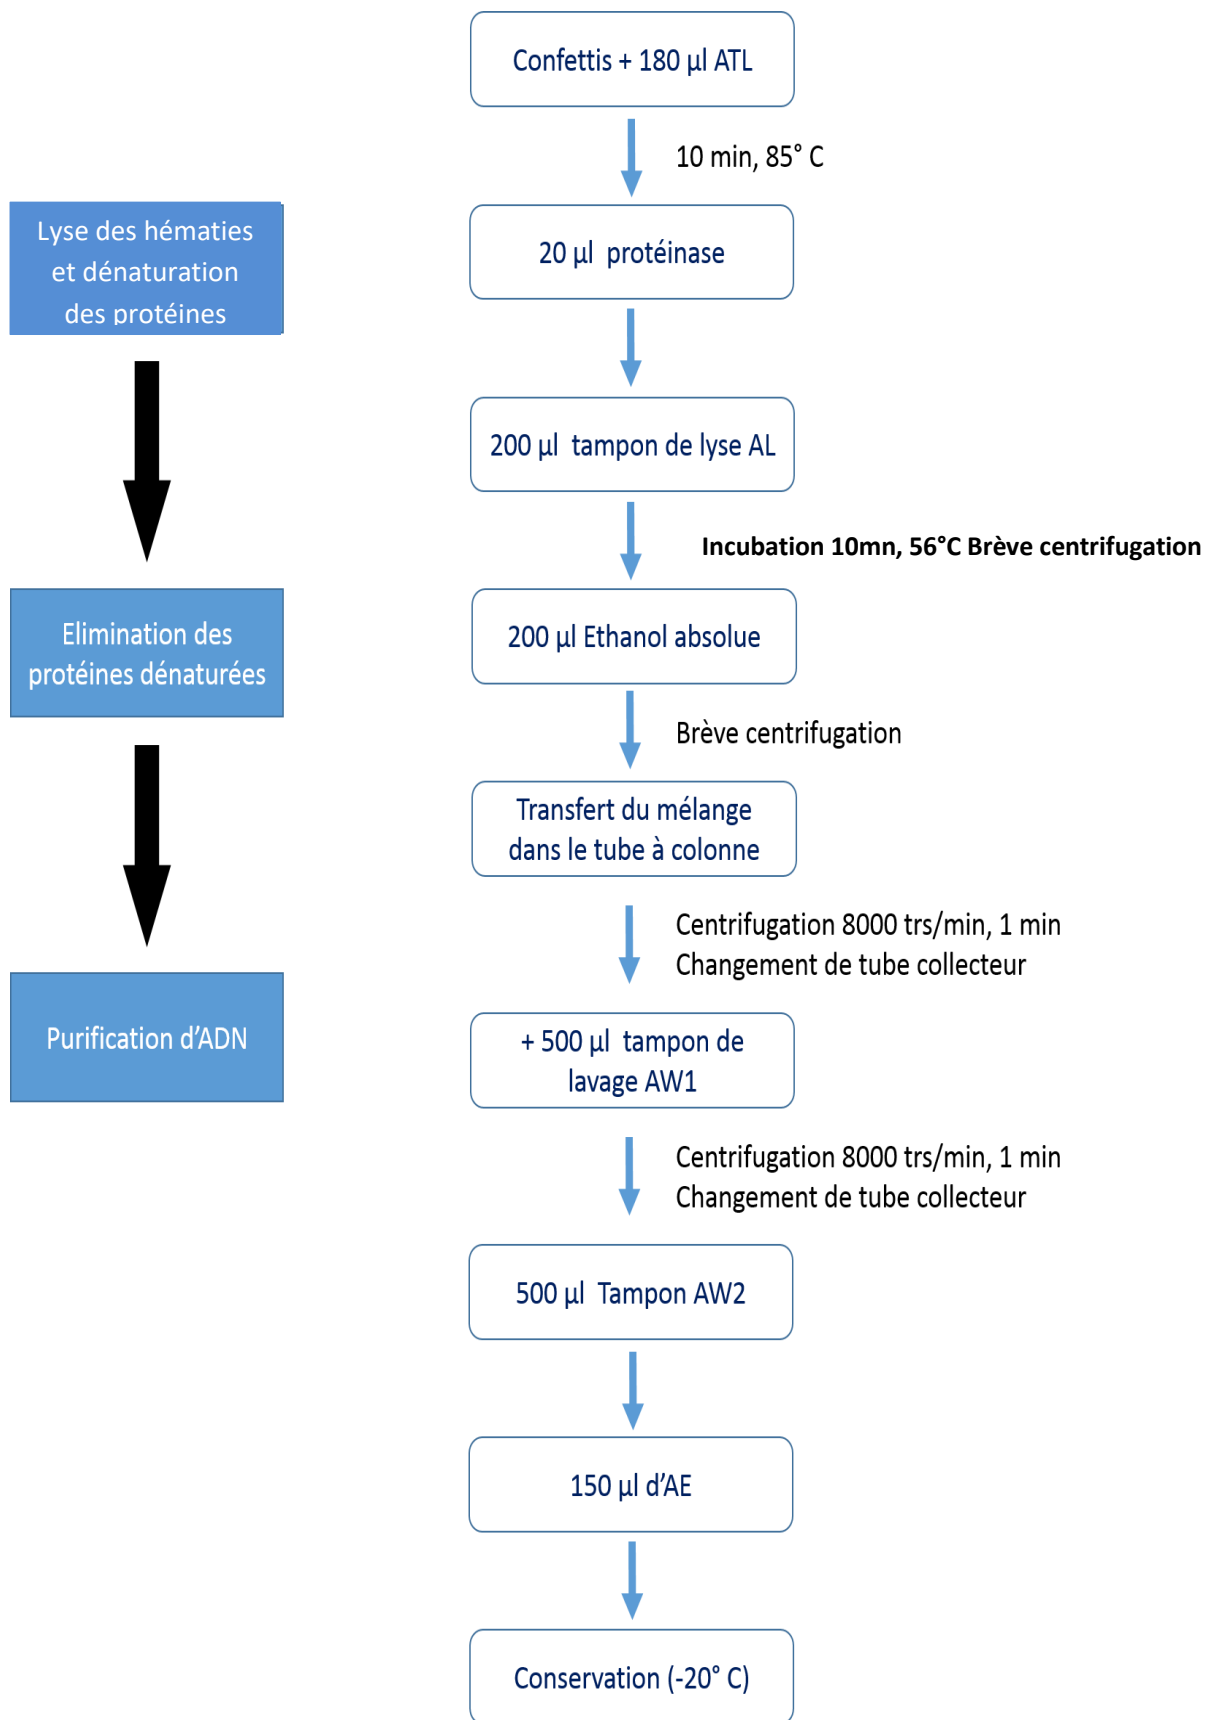 Confettis + 180 µl ATL
10 min, 85° C
Lyse des hématies
et dénaturation
des protéines
20 µl protéinase
200 µl tampon de lyse AL
Incubation 10mn, 56°C Brève centrifugation
Elimination des
protéines dénaturées
200 µl Ethanol absolue
Brève centrifugation
Transfert du mélange
dans le tube à colonne
Centrifugation 8000 trs/min, 1 min
Changement de tube collecteur
Purification d’ADN
+ 500 µl tampon de
lavage AW1
Centrifugation 8000 trs/min, 1 min
Changement de tube collecteur
500 µl Tampon AW2
150 µl d’AE
Conservation (-20° C)